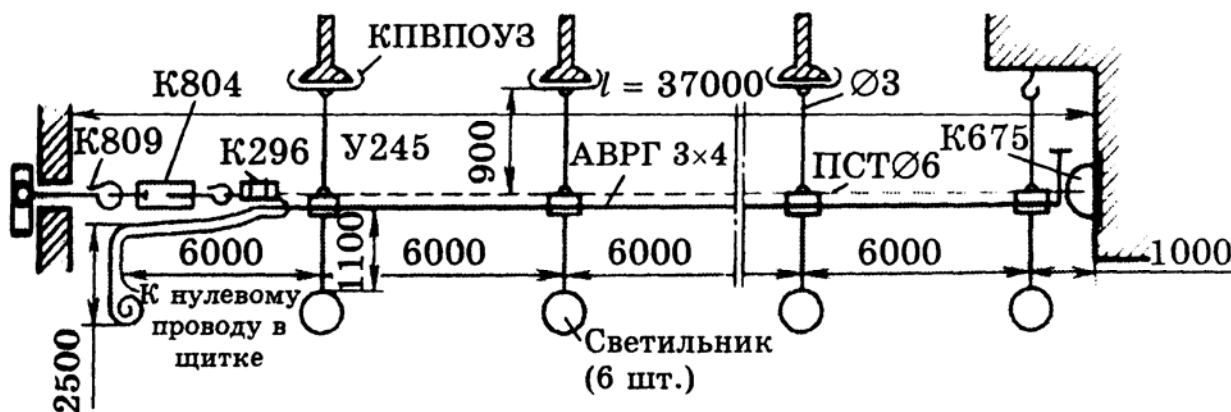 КПВПОУЗ
К804
l = 37000
Ø3
К809
К296
У245
900
АВРГ 3×4
ПСТØ6
К675
6000
1100
6000
6000
6000
1000
2500
К нулевому
проводу в
щитке
Светильник
(6 шт.)